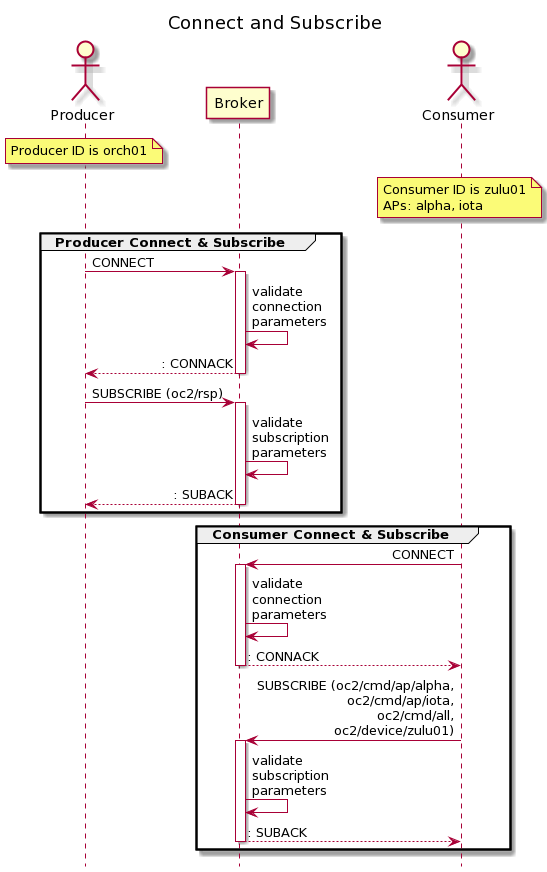 Connect and Subscribe
Producer
Broker
Consumer
Producer ID is orch01
Consumer ID is zulu01
APs: alpha, iota
Producer Connect & Subscribe
CONNECT
validate
connection
parameters
: CONNACK
SUBSCRIBE (oc2/rsp)
validate
subscription
parameters
: SUBACK
Consumer Connect & Subscribe
CONNECT
validate
connection
parameters
: CONNACK
SUBSCRIBE (oc2/cmd/ap/alpha,
oc2/cmd/ap/iota,
oc2/cmd/all,
oc2/device/zulu01)
validate
subscription
parameters
: SUBACK